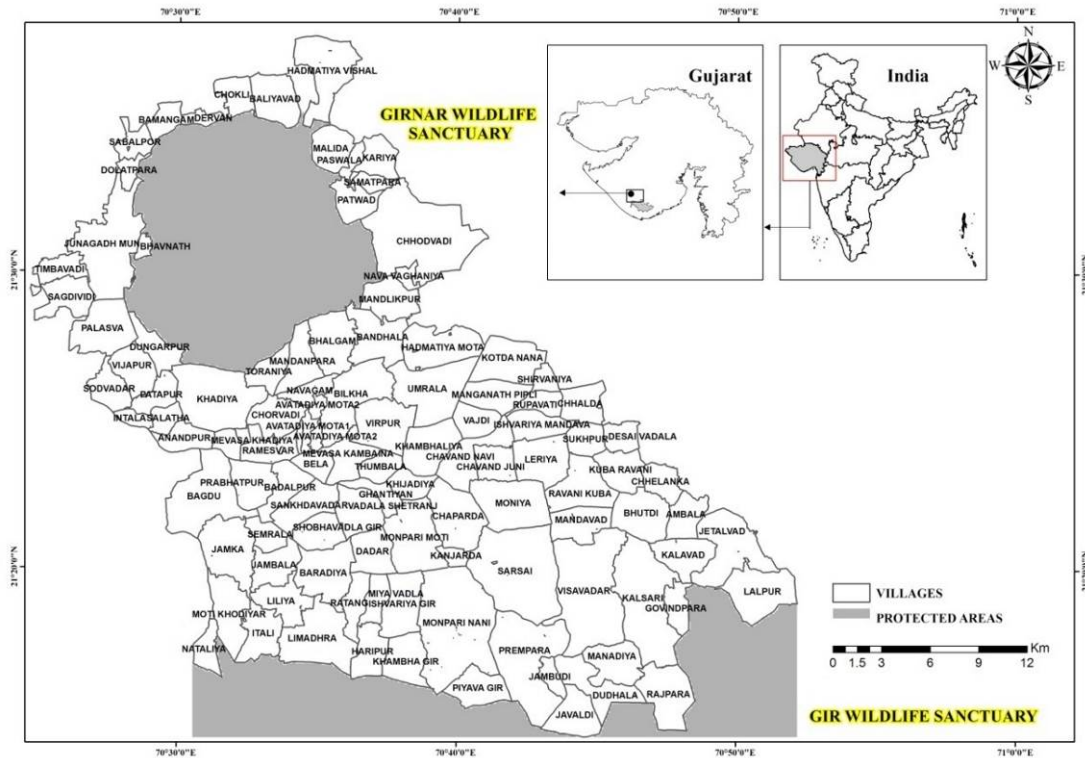 70°30'0"E
70°40'0"E
70°50'0"E
71°0'0"E
HADMATIYA VISHAL
CHOKLI
BALIYAVAD
BAMANGAM
DERVAN
GIRNAR WILDLIFE
SANCTUARY
Gujarat
India
N
W
E
S
SABALPOR
MALIDA
PASWALA
KARIYA
DOLATPARA
SAMATPARA
PATWAD
JUNAGADH MUN
BHAVNATH
CHHODVADI
TIMBAVADI
NAVA VAGHANIYA
21°30'0"N
21°30'0"N
SAGDIVIDI
MANDLIKPUR
PALASVA
DUNGARPUR
BHALGAM
BANDHALA
HADMATIYA MOTA
VIJAPUR
MANDANPARA
KOTDA NANA
TORANIYA
SHIRVANIYA
SODVADAR
PATAPUR
KHADIYA
NAVAGAM
BILKHA
UMRALA
MANGANATH PIPLI
RUPAVATI
CHHALDA
AVATADIYA MOTA2
INTALASALATHA
CHORVADI
VIRPUR
VAJDI
ISHVARIYA MANDAVA
ANANDPUR
AVATADIYA MOTA1
AVATADIYA MOTA2
SUKHPUR
DESAI VADALA
MEVASA KHADIYA
RAMESVAR
MEVASA KAMBAINA
KHAMBHALIYA
CHAVAND NAVI
LERIYA
BELA
THUMBALA
CHAVAND JUNI
KUBA RAVANI
PRABHATPUR
BADALPUR
KHIJADIYA
CHHELANKA
BAGDU
GHANTIYAN
RAVANI KUBA
SANKHDAVADAR
VADALA SHETRANJ
MONIYA
BHUTDI
AMBALA
CHAPARDA
SHOBHAVADLA GIR
MANDAVAD
JETALVAD
SEMRALA
MONPARI MOTI
JAMKA
DADAR
KANJARDA
KALAVAD
21°20'0"N
JAMBALA
BARADIYA
SARSAI
VISAVADAR
LALPUR
MIYA VADLA
KALSARI
LILIYA
RATANG
ISHVARIYA GIR
GOVINDPARA
VILLAGES
MOTI KHODIYAR
MONPARI NANI
PROTECTED AREAS
ITALI
LIMADHRA
NATALIYA
HARIPUR
PREMPARA
MANADIYA
Km
0 1.5 3 6 9 12
KHAMBHA GIR
JAMBUDI
PIYAVA GIR
DUDHALA
RAJPARA
JAVALDI
GIR WILDLIFE SANCTUARY
70°30'0"E
70°40'0"E
70°50'0"E
71°0'0"E